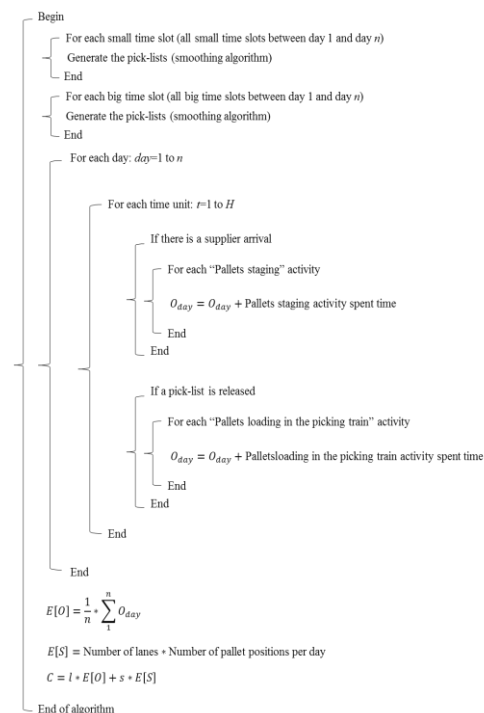 Begin
For each small time slot (all small time slots between day 1 and day n)
Generate the pick-lists (smoothing algorithm)
End
For each big time slot (all big time slots between day 1 and day n)
Generate the pick-lists (smoothing algorithm)
End
For each day: day=1 to n
For each time unit: t=1 to H
If there is a supplier arrival
For each “Pallets staging” activity
O_day = O_day + Pallets staging activity spent time
End
End
If a pick-list is released
For each “Pallets loading in the picking train” activity
O_day = O_day + Palletsloading in the picking train activity spent time
End
End
End
End
E[O] = 1/n * ∑_1^n O_day
E[S] = Number of lanes * Number of pallet positions per day
C = l * E[O] + s * E[S]
End of algorithm